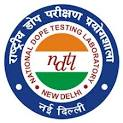 राष्ट्रीय डोप परीक्षण प्रयोगशाला
NATIONAL DOPE TESTING LABORATORY
ndtl
NEW DELHI
नई दिल्ली